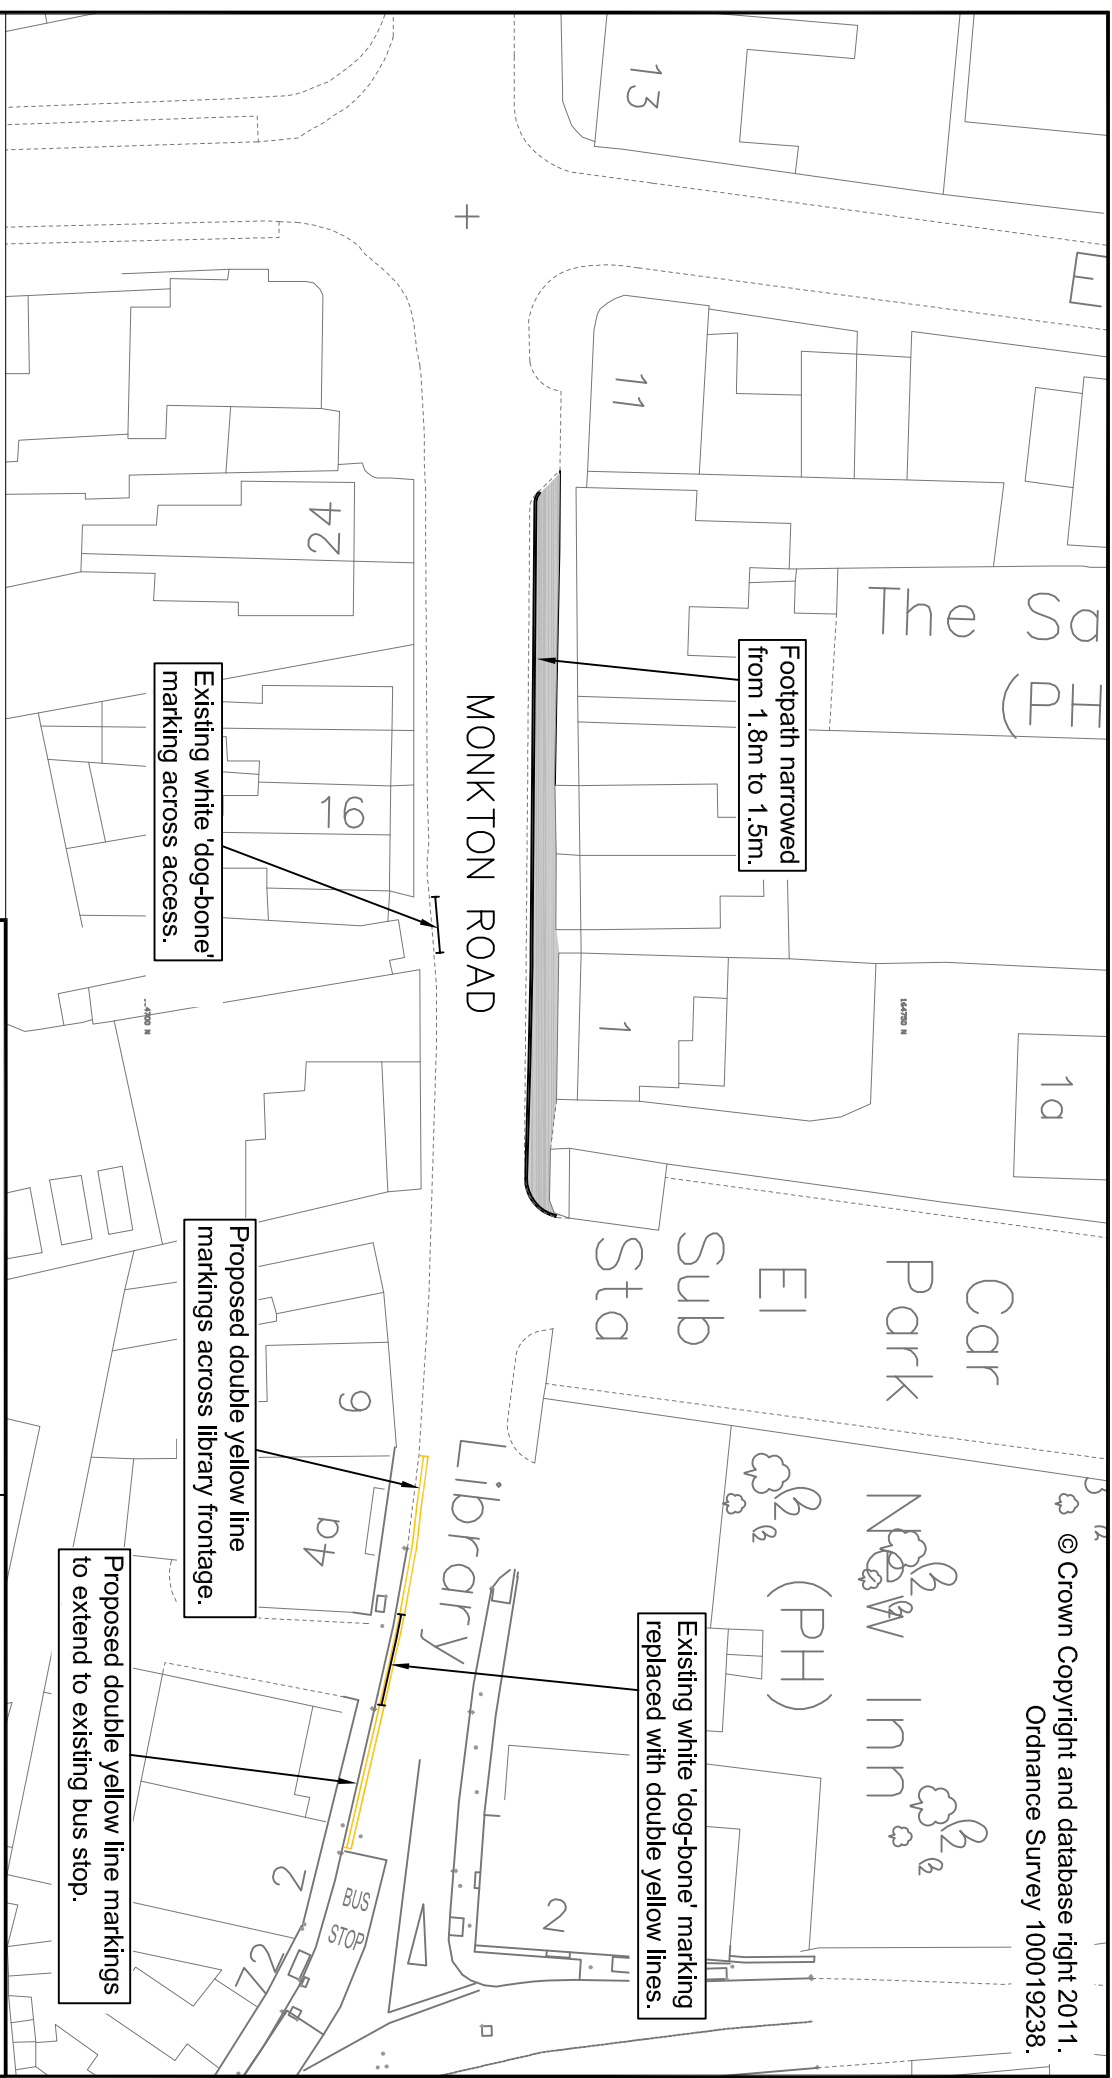 © Crown Copyright and database right 2011.
Ordnance Survey 100019238.
E
13
11
The Sa
(PH
Footpath narrowed
from 1.8m to 1.5m.
164750 N
1a
1
Car
Park
El
Sub
Sta
New Inn
(PH)
MONKTON ROAD
24
16
Existing white 'dog-bone'
marking across access.
4700 N
Library
9
4a
Proposed double yellow line
markings across library frontage.
Existing white 'dog-bone' marking
replaced with double yellow lines.
2
Proposed double yellow line markings
to extend to existing bus stop.
BUS
STOP
2
72